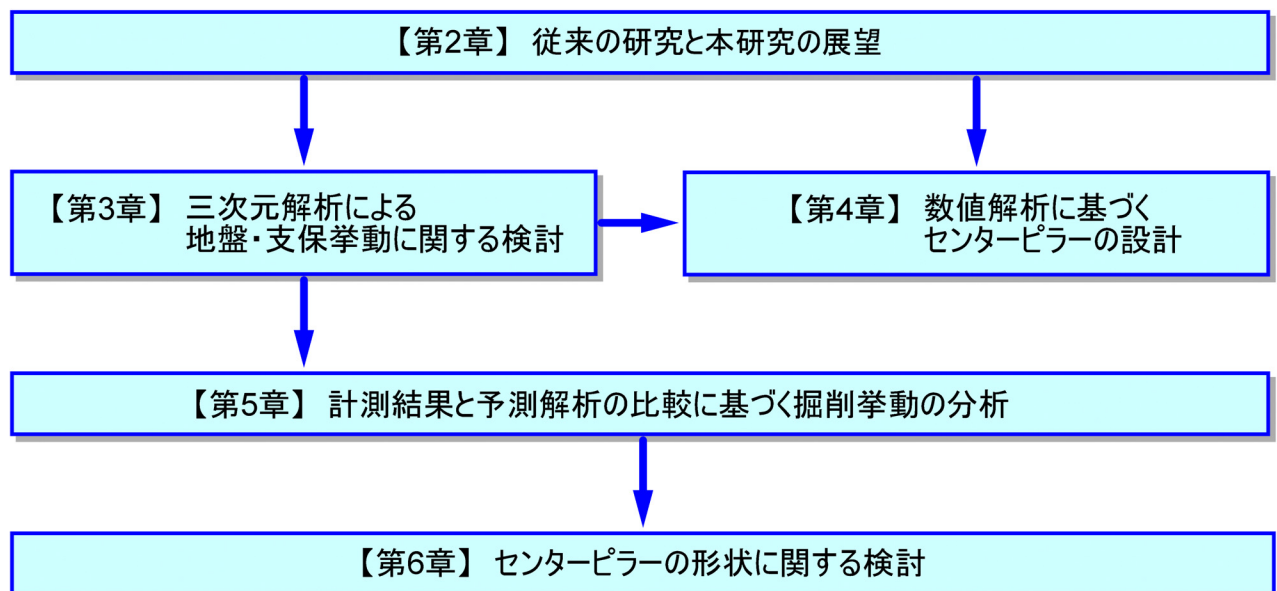 【第2章】 従来の研究と本研究の展望
【第3章】 三次元解析による
地盤・支保挙動に関する検討
【第4章】 数値解析に基づく
センターピラーの設計
【第5章】 計測結果と予測解析の比較に基づく掘削挙動の分析
【第6章】 センターピラーの形状に関する検討